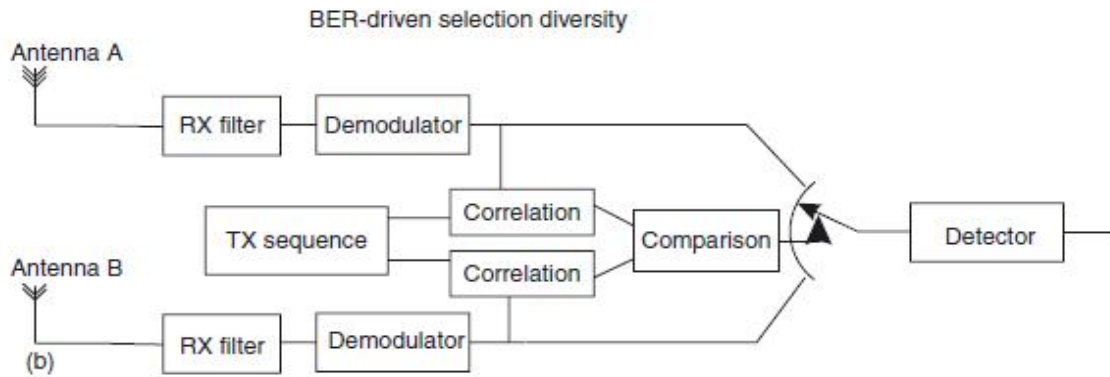 BER-driven selection diversity
Antenna A
RX filter
Demodulator
Correlation
TX sequence
Comparison
Detector
Correlation
Antenna B
RX filter
Demodulator
(b)